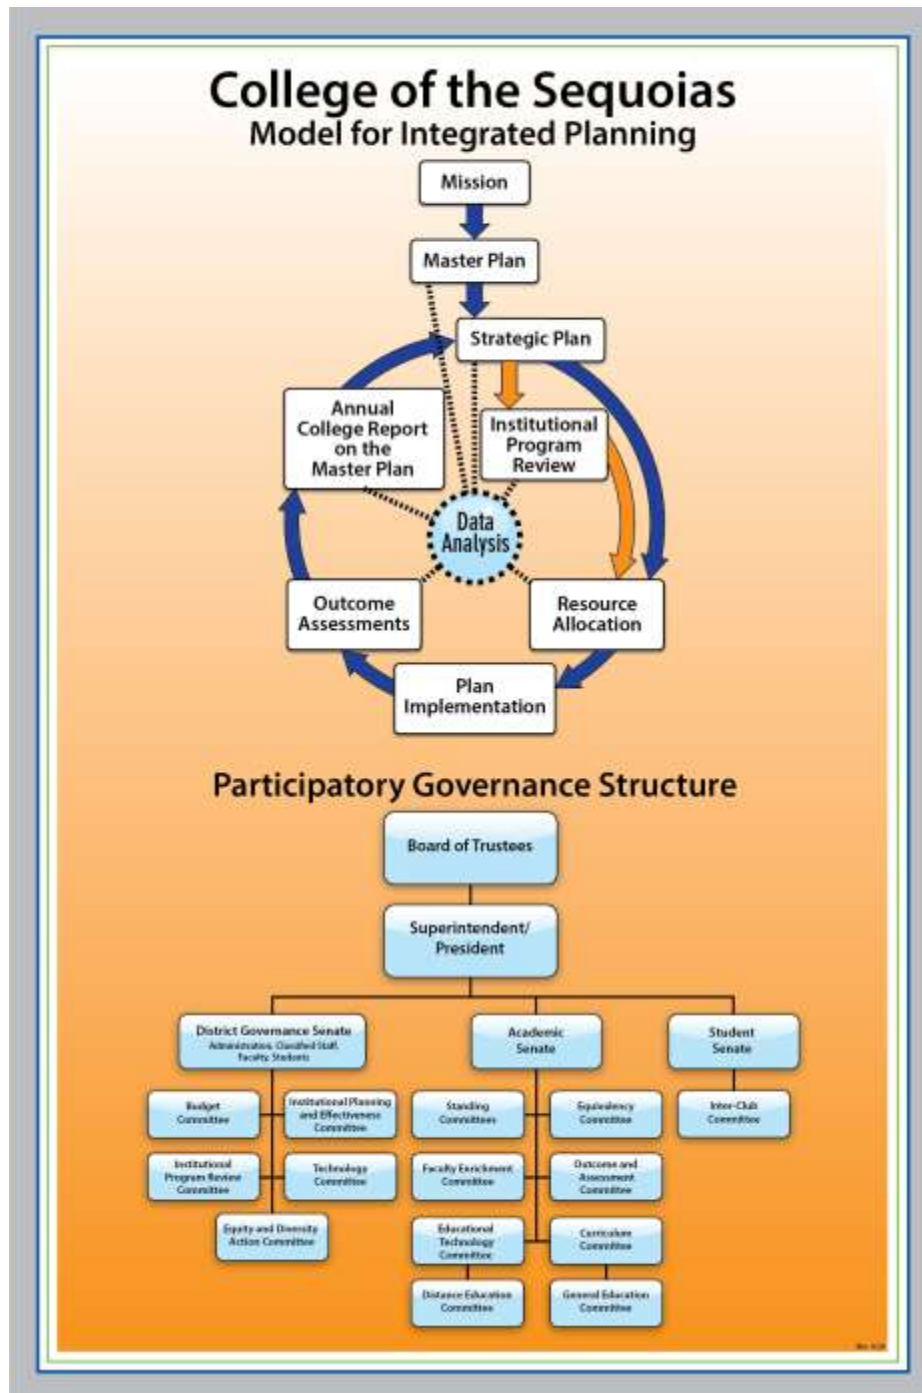 College of the Sequoias
Model for Integrated Planning
Mission
Master Plan
Strategic Plan
Annual
College Report
on the
Master Plan
Institutional
Program
Review
Data
Analysis
Outcome
Assessments
Resource
Allocation
Plan
Implementation
Participatory Governance Structure
Board of Trustees
Superintendent/
President
District Governance Senate
Administration, Classified Staff,
Faculty, Students
Academic
Senate
Student
Senate
Budget
Committee
Institutional Planning
and Effectiveness
Committee
Standing
Committees
Equivalency
Committee
Inter-Club
Committee
Institutional
Program Review
Committee
Technology
Committee
Faculty Enrichment
Committee
Outcome and
Assessment
Committee
Equity and Diversity
Action Committee
Educational
Technology
Committee
Curriculum
Committee
Distance Education
Committee
General Education
Committee